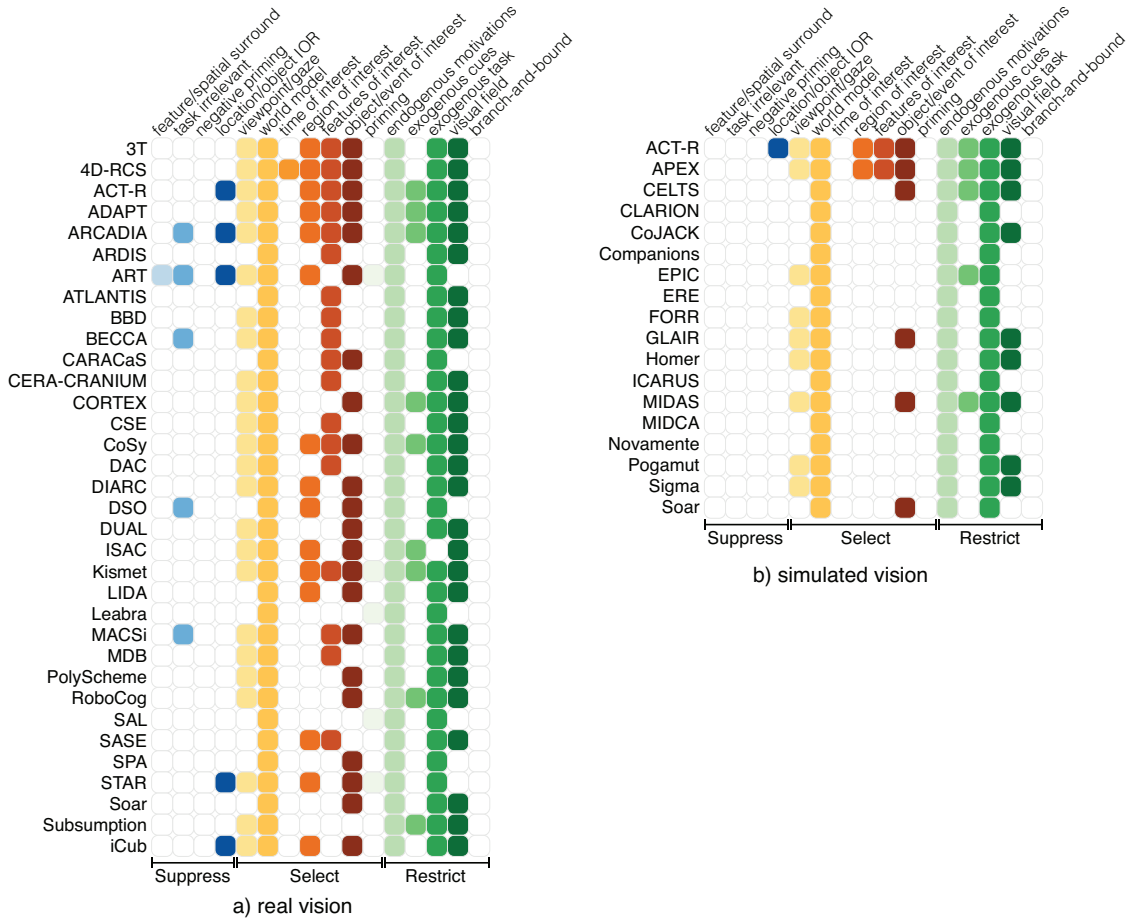 feature/spatial surround
task irrelevant
negative priming
location/object IOR
viewpoint/gaze
world model
time of interest
region of interest
features of interest
object/event of interest
priming
endogenous motivations
exogenous cues
exogenous task
visual field
branch-and-bound
3T
4D-RCS
ACT-R
ADAPT
ARCADIA
ARDIS
ART
ATLANTIS
BBD
BECCA
CARACaS
CERA-CRANIUM
CORTEX
CSE
CoSy
DAC
DIARC
DSO
DUAL
ISAC
Kismet
LIDA
Leabra
MACSi
MDB
PolyScheme
RoboCog
SAL
SASE
SPA
STAR
Soar
Subsumption
iCub
Suppress
Select
Restrict
a) real vision
feature/spatial surround
task irrelevant
negative priming
location/object IOR
viewpoint/gaze
world model
time of interest
region of interest
features of interest
object/event of interest
priming
endogenous motivations
exogenous cues
exogenous task
visual field
branch-and-bound
ACT-R
APEX
CELTS
CLARION
CoJACK
Companions
EPIC
ERE
FORR
GLAIR
Homer
ICARUS
MIDAS
MIDCA
Novamente
Pogamut
Sigma
Soar
Suppress
Select
Restrict
b) simulated vision